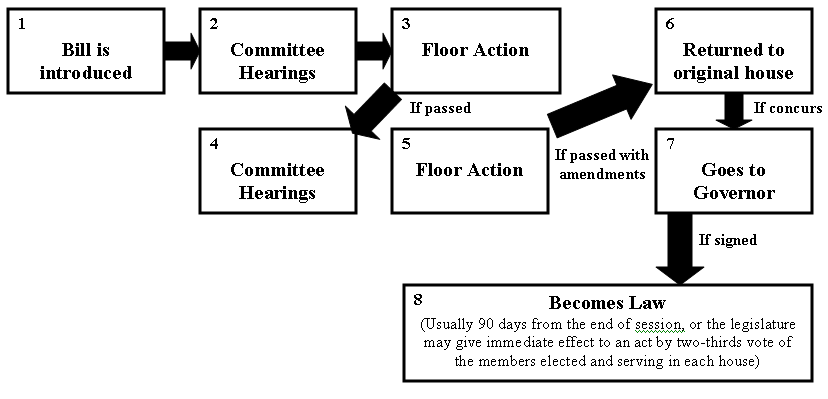 1
Bill is
introduced
2
Committee
Hearings
3
Floor Action
If passed
4
Committee
Hearings
5
Floor Action
If passed with
amendments
6
Returned to
original house
If concurs
7
Goes to
Governor
If signed
8
Becomes Law
(Usually 90 days from the end of session, or the legislature
may give immediate effect to an act by two-thirds vote of
the members elected and serving in each house)